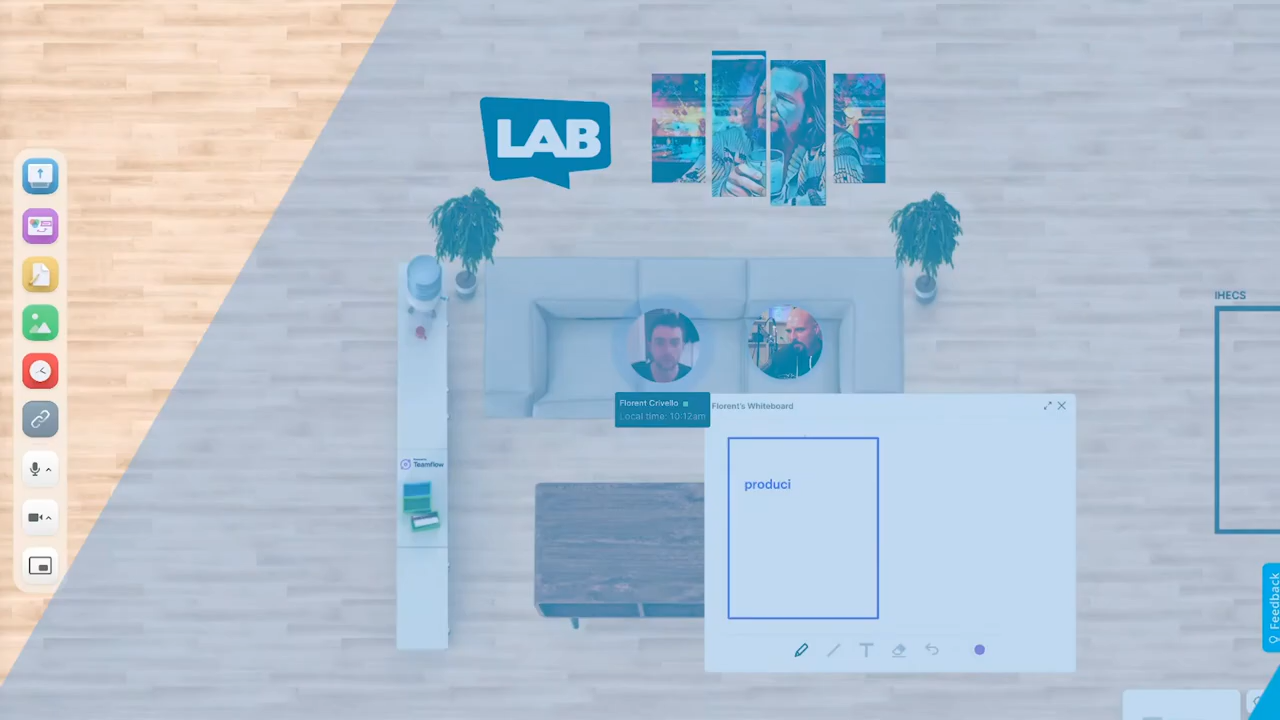 LAB
IHECS
Florent Crivello
Local time: 10:12am
Florent's Whiteboard
Teamflow
produci
T
Feedback